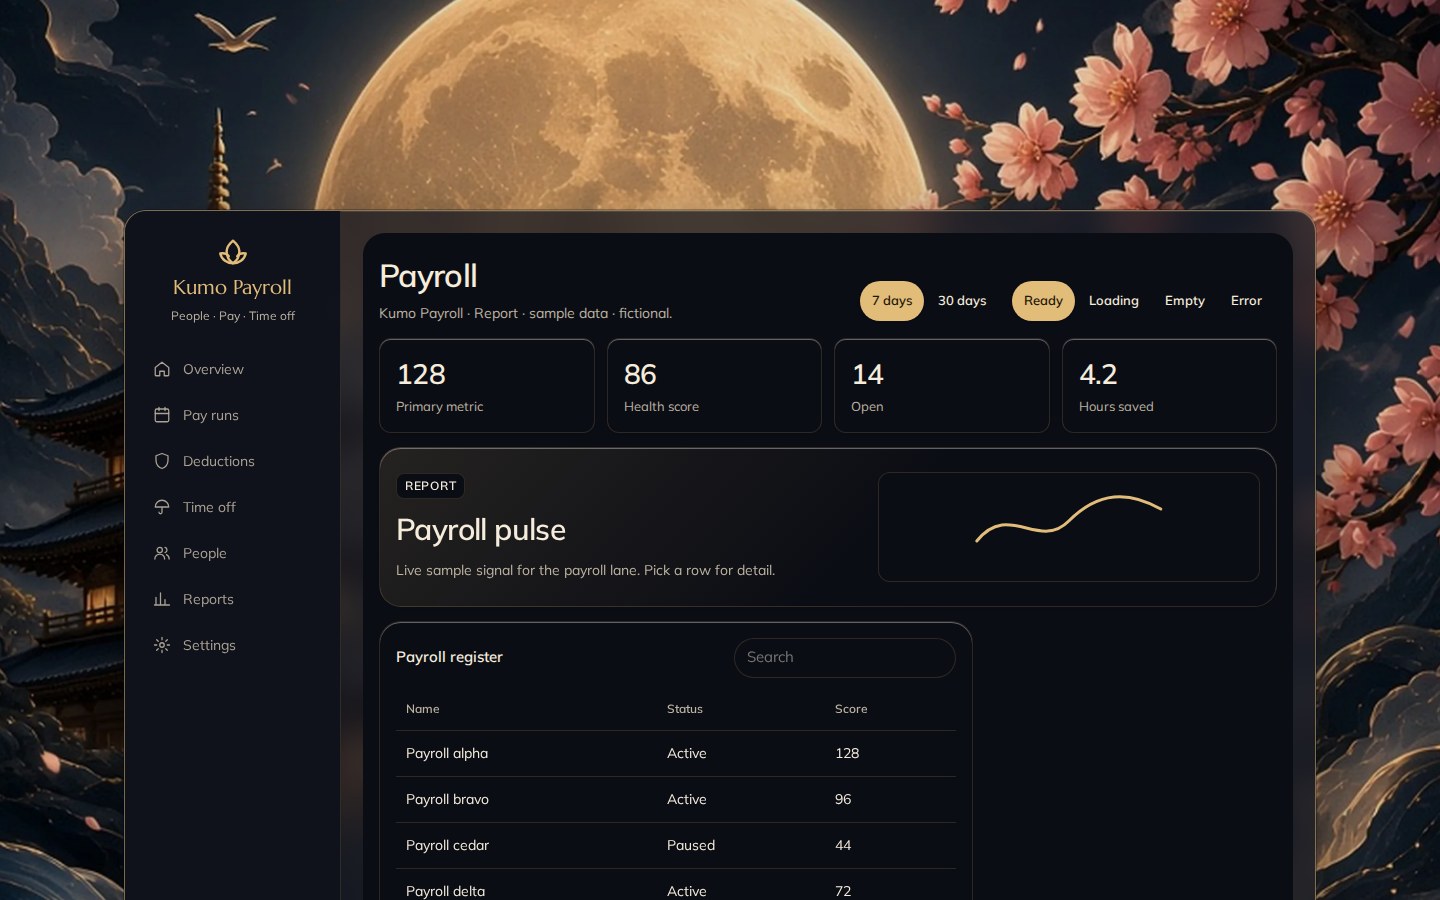 Kumo Payroll
People · Pay · Time off
Overview
Pay runs
Deductions
Time off
People
Reports
Settings
Payroll
Kumo Payroll · Report · sample data · fictional.
7 days 30 days Ready Loading Empty Error
128 86 14 4.2
Primary metric Health score Open Hours saved
REPORT
Payroll pulse
Live sample signal for the payroll lane. Pick a row for detail.
Payroll register Search
Name Status Score
Payroll alpha Active 128
Payroll bravo Active 96
Payroll cedar Paused 44
Payroll delta Active 72